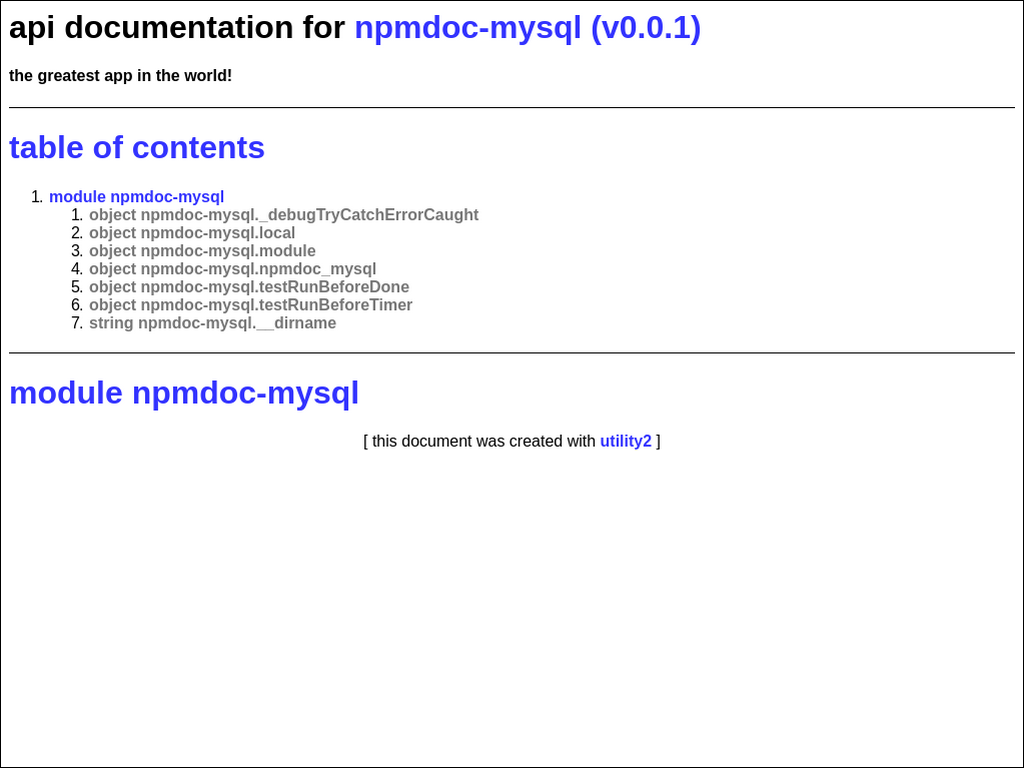 api documentation for npmdoc-mysql (v0.0.1)
the greatest app in the world!
table of contents
1. module npmdoc-mysql
1. object npmdoc-mysql._debugTryCatchErrorCaught
2. object npmdoc-mysql.local
3. object npmdoc-mysql.module
4. object npmdoc-mysql.npmdoc_mysql
5. object npmdoc-mysql.testRunBeforeDone
6. object npmdoc-mysql.testRunBeforeTimer
7. string npmdoc-mysql.__dirname
module npmdoc-mysql
[ this document was created with utility2 ]